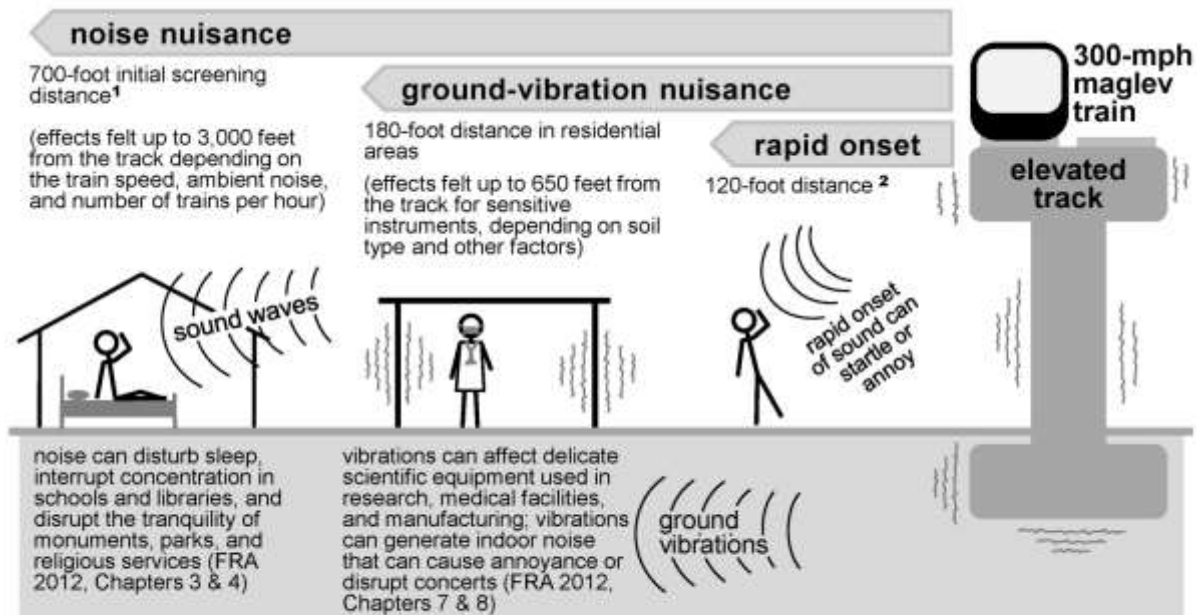 noise nuisance
700-foot initial screening
distance¹
(effects felt up to 3,000 feet
from the track depending on
the train speed, ambient noise,
and number of trains per hour)
ground-vibration nuisance
180-foot distance in residential
areas
(effects felt up to 650 feet from
the track for sensitive
instruments, depending on soil
type and other factors)
rapid onset
120-foot distance ²
300-mph
maglev
train
elevated
track
sound waves
rapid onset
of sound can
startle or
annoy
noise can disturb sleep,
interrupt concentration in
schools and libraries, and
disrupt the tranquility of
monuments, parks, and
religious services (FRA
2012, Chapters 3 & 4)
vibrations can affect delicate
scientific equipment used in
research, medical facilities,
and manufacturing; vibrations
can generate indoor noise
that can cause annoyance or
disrupt concerts (FRA 2012,
Chapters 7 & 8)
ground
vibrations